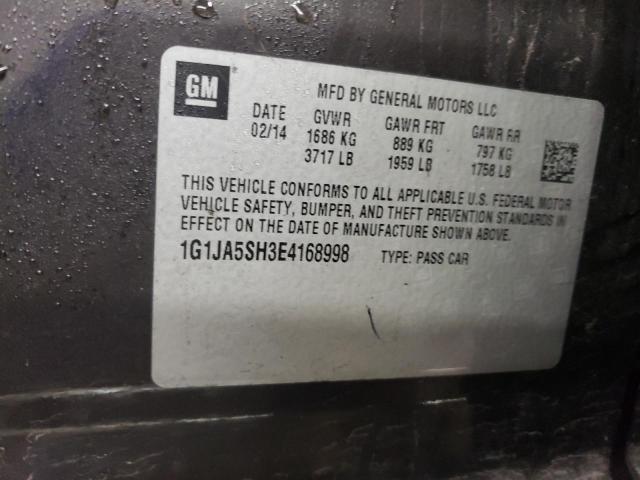 GM
MFD BY GENERAL MOTORS LLC
DATE GVWR GAWR FRT GAWR RR
02/14 1686 KG 889 KG 797 KG
3717 LB 1959 LB 1758 LB
THIS VEHICLE CONFORMS TO ALL APPLICABLE U.S. FEDERAL MOTOR
VEHICLE SAFETY, BUMPER, AND THEFT PREVENTION STANDARDS IN
EFFECT ON THE DATE OF MANUFACTURE SHOWN ABOVE.
1G1JA5SH3E4168998 TYPE: PASS CAR